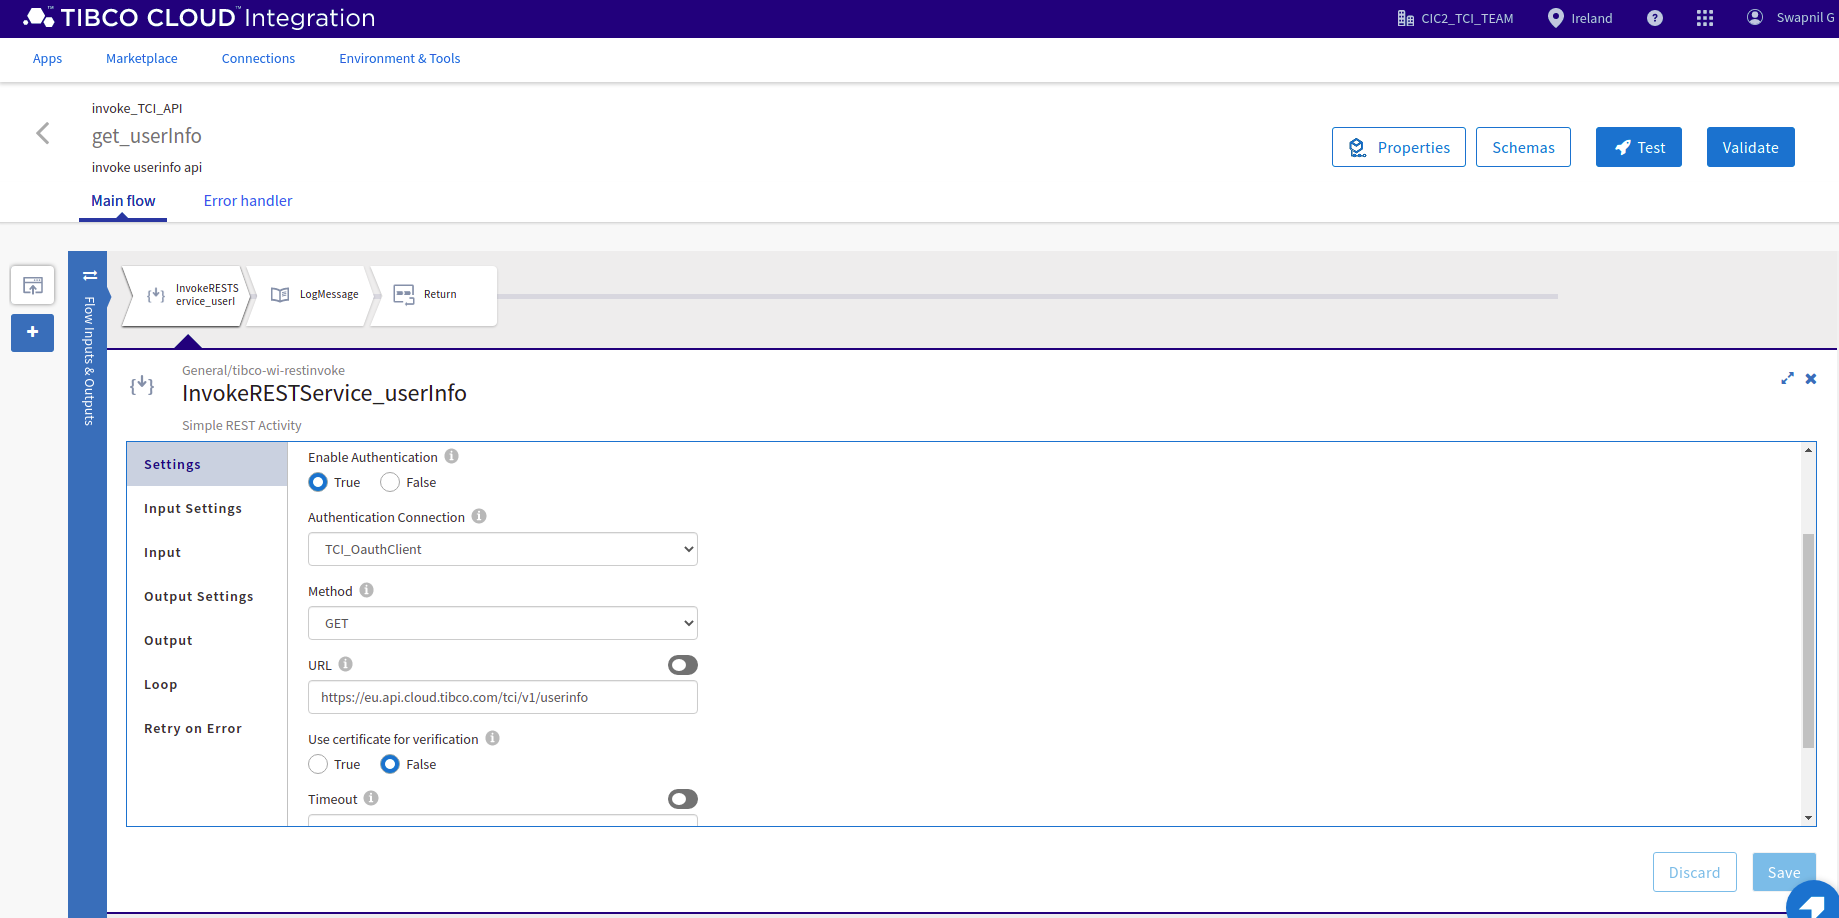 TIBCO CLOUD™ Integration
CIC2_TCI_TEAM
Ireland
?
Swapnil G
Apps
Marketplace
Connections
Environment & Tools
invoke_TCI_API
get_userInfo
invoke userinfo api
Properties
Schemas
Test
Validate
Main flow
Error handler
Flow Inputs & Outputs
InvokeRESTS
ervice_userI
LogMessage
Return
General/tibco-wi-restinvoke
InvokeRESTService_userInfo
Simple REST Activity
Settings
Input Settings
Input
Output Settings
Output
Loop
Retry on Error
Enable Authentication
True
False
Authentication Connection
TCI_OauthClient
Method
GET
URL
https://eu.api.cloud.tibco.com/tci/v1/userinfo
Use certificate for verification
True
False
Timeout
Discard
Save